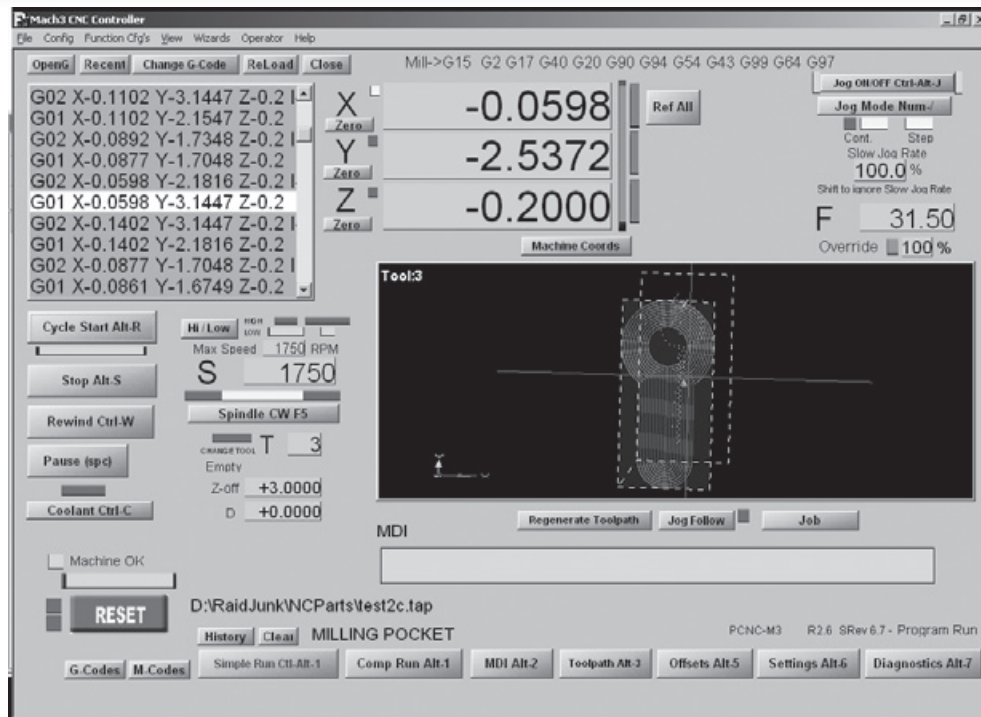 Mach3 CNC Controller
File Config Function Cfg's View Wizards Operator Help
OpenG Recent Change G-Code ReLoad Close
Mill->G15 G2 G17 G40 G20 G90 G94 G54 G43 G99 G64 G97
G02 X-0.1102 Y-3.1447 Z-0.2 I-
G01 X-0.1102 Y-2.1547 Z-0.2
G02 X-0.0892 Y-1.7348 Z-0.2 I
G01 X-0.0877 Y-1.7048 Z-0.2
G02 X-0.0598 Y-2.1816 Z-0.2 I-
G01 X-0.0598 Y-3.1447 Z-0.2
G02 X-0.1402 Y-3.1447 Z-0.2 I-
G01 X-0.1402 Y-2.1816 Z-0.2
G02 X-0.0877 Y-1.7048 Z-0.2 I
G01 X-0.0861 Y-1.6749 Z-0.2
X -0.0598
Zero
Y -2.5372
Zero
Z -0.2000
Zero
Ref All
Machine Coords
Jog ON/OFF Ctrl-Alt-J
Jog Mode Num-/
Cont. Step
Slow Jog Rate
100.0 %
Shift to ignore Slow Jog Rate
F 31.50
Override 100 %
Tool:3
Cycle Start Alt-R
Stop Alt-S
Rewind Ctrl-W
Pause (spc)
Coolant Ctrl-C
Hi / Low HIGH
LOW
Max Speed 1750 RPM
S 1750
Spindle CW F5
CHANGE TOOL T 3
Empty
Z-off +3.0000
D +0.0000
Regenerate Toolpath Jog Follow Job
MDI
Machine OK
RESET
D:\RaidJunk\NCParts\test2c.tap
History Clear MILLING POCKET
PCNC-M3 R2.6 SRev 6.7 - Program Run
G-Codes M-Codes
Simple Run Ctl-Alt-1 Comp Run Alt-1 MDI Alt-2 Toolpath Alt-3 Offsets Alt-5 Settings Alt-6 Diagnostics Alt-7